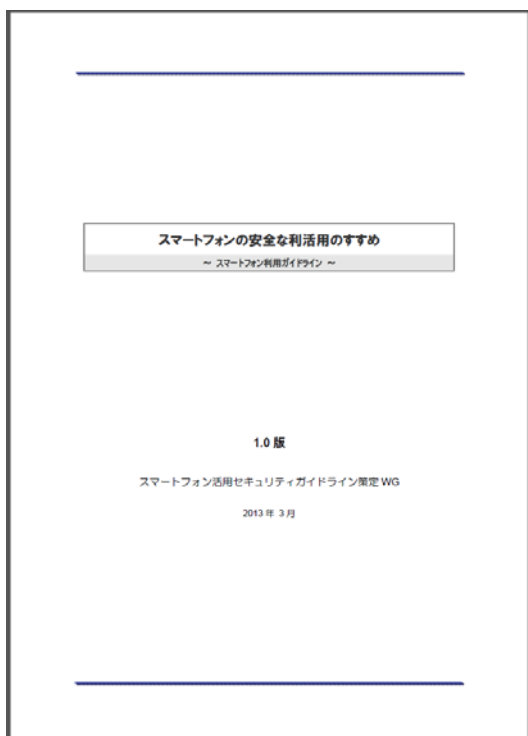 スマートフォンの安全な利活用のすすめ
～ スマートフォン利用ガイドライン ～
1.0 版
スマートフォン活用セキュリティガイドライン策定 WG
2013 年 3 月